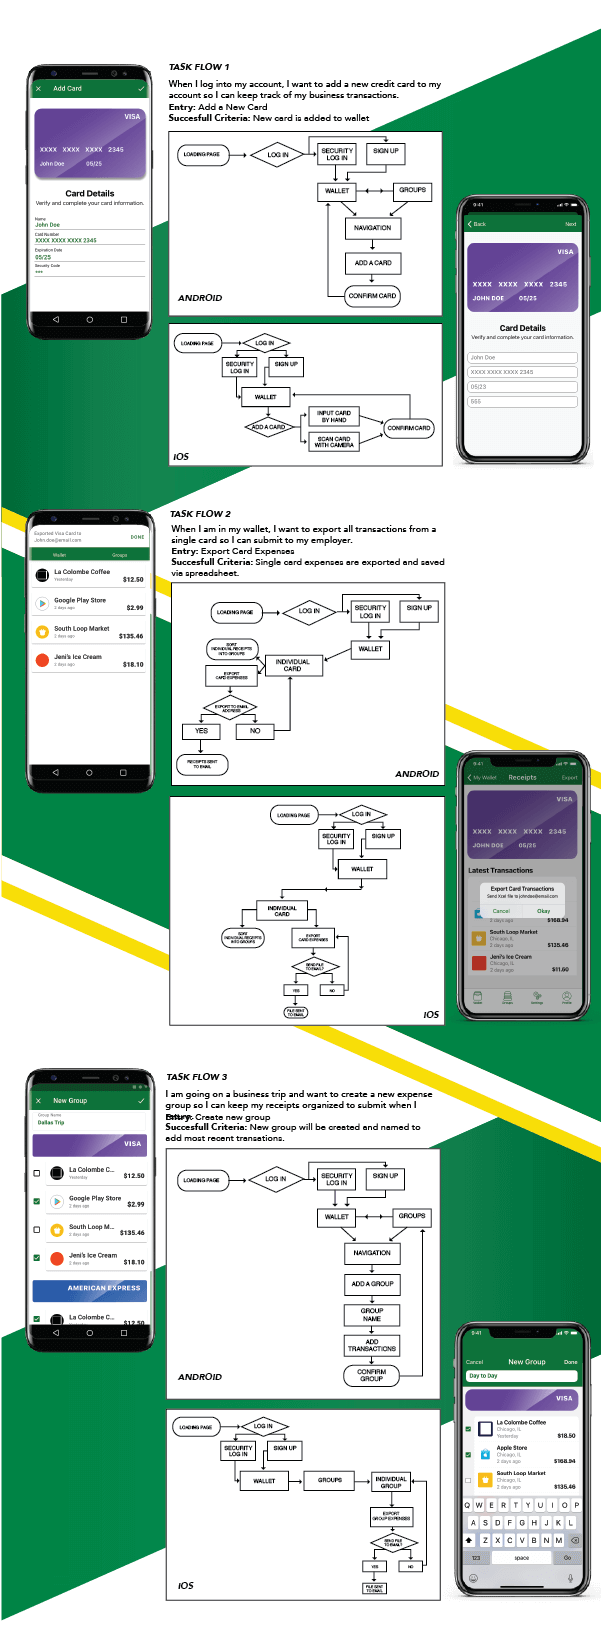 TASK FLOW 1
When I log into my account, I want to add a new credit card to my
account so I can keep track of my business transactions.
Entry: Add a New Card
Succesfull Criteria: New card is added to wallet
Add Card
VISA
XXXX XXXX XXXX 2345
John Doe 05/25
Card Details
Verify and complete your card information.
Name
John Doe
Card Number
XXXX XXXX XXXX 2345
Expiration Date
05/25
Security Code
***
LOADING PAGE
LOG IN
SECURITY
LOG IN
SIGN UP
WALLET
GROUPS
NAVIGATION
ADD A CARD
CONFIRM CARD
ANDROID
9:41
Back
Next
VISA
XXXX XXXX XXXX 2345
JOHN DOE 05/25
Card Details
Verify and complete your card information.
John Doe
XXXX XXXX XXXX 2345
05/23
555
LOADING PAGE
LOG IN
SECURITY
LOG IN
SIGN UP
WALLET
ADD A CARD
INPUT CARD
BY HAND
SCAN CARD
WITH CAMERA
CONFIRM CARD
iOS
TASK FLOW 2
When I am in my wallet, I want to export all transactions from a
single card so I can submit to my employer.
Entry: Export Card Expenses
Succesfull Criteria: Single card expenses are exported and saved
via spreadsheet.
Exported Visa Card to
John.doe@email.com
DONE
Wallet
Groups
La Colombe Coffee
Yesterday
$12.50
Google Play Store
2 days ago
$2.99
South Loop Market
2 days ago
$135.46
Jeni's Ice Cream
2 days ago
$18.10
LOADING PAGE
LOG IN
SECURITY
LOG IN
SIGN UP
WALLET
SORT
INDIVIDUAL RECEIPTS
INTO GROUPS
INDIVIDUAL
CARD
EXPORT
CARD EXPENSES
EXPORT TO EMAIL
ADDRESS
YES
NO
RECEIPTS SENT
TO EMAIL
ANDROID
9:41
My Wallet
Receipts
Export
VISA
XXXX XXXX XXXX 2345
JOHN DOE 05/25
Latest Transactions
Export Card Transactions
Send Xcel file to johndoe@email.com
Cancel
Okay
2 days ago
$168.94
South Loop Market
Chicago, IL
2 days ago
$135.46
Jeni's Ice Cream
Chicago, IL
2 days ago
$11.60
Wallet
Groups
Settings
Profile
LOADING PAGE
LOG IN
SECURITY
LOG IN
SIGN UP
WALLET
INDIVIDUAL
CARD
SORT
INDIVIDUAL RECEIPTS
INTO GROUPS
EXPORT
CARD EXPENSES
SEND FILE
TO EMAIL?
YES
NO
FILE SENT
TO EMAIL
iOS
TASK FLOW 3
I am going on a business trip and want to create a new expense
group so I can keep my receipts organized to submit when I
return.
Entry: Create new group
Succesfull Criteria: New group will be created and named to
add most recent transations.
New Group
Group Name
Dallas Trip
VISA
La Colombe C...
Yesterday
$12.50
Google Play Store
2 days ago
$2.99
South Loop M...
2 days ago
$135.46
Jeni's Ice Cream
2 days ago
$18.10
AMERICAN EXPRESS
La Colombe C...
$12.50
LOADING PAGE
LOG IN
SECURITY
LOG IN
SIGN UP
WALLET
GROUPS
NAVIGATION
ADD A GROUP
GROUP
NAME
ADD
TRANSACTIONS
CONFIRM
GROUP
ANDROID
9:41
Cancel
New Group
Done
Day to Day
VISA
La Colombe Coffee
Chicago, IL
Yesterday
$18.50
Apple Store
Chicago, IL
2 days ago
$168.94
South Loop Market
Chicago, IL
2 days ago
$135.46
Q W E R T Y U I O P
A S D F G H J K L
Z X C V B N M
123
space
Go
LOADING PAGE
LOG IN
SECURITY
LOG IN
SIGN UP
WALLET
GROUPS
INDIVIDUAL
GROUP
EXPORT
GROUP EXPENSES
SEND FILE
TO EMAIL?
YES
NO
FILE SENT
TO EMAIL
iOS